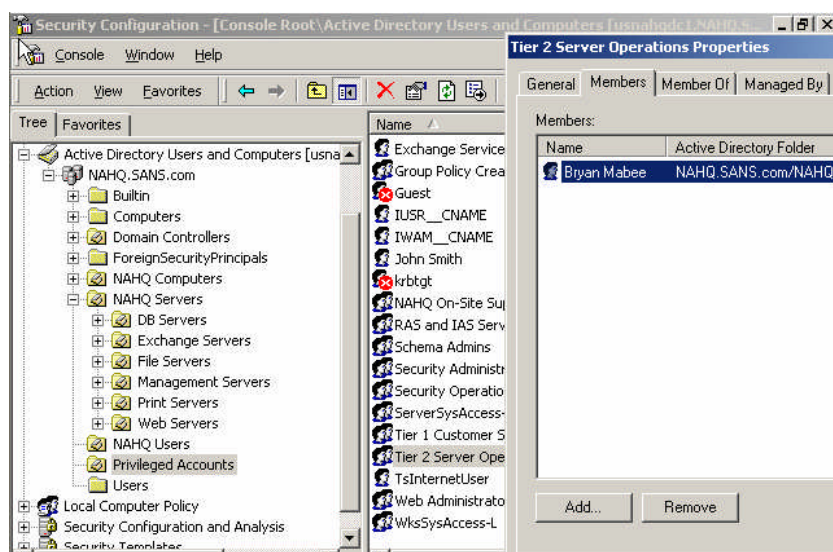 Security Configuration - [Console Root\Active Directory Users and Computers [usnahqdc1.NAHQ.S...
Console Window Help
Action View Favorites
Tree Favorites
Active Directory Users and Computers [usna
NAHQ.SANS.com
Builtin
Computers
Domain Controllers
ForeignSecurityPrincipals
NAHQ Computers
NAHQ Servers
DB Servers
Exchange Servers
File Servers
Management Servers
Print Servers
Web Servers
NAHQ Users
Privileged Accounts
Users
Local Computer Policy
Security Configuration and Analysis
Security Templates
Name
Exchange Service
Group Policy Crea
Guest
IUSR__CNAME
IWAM__CNAME
John Smith
krbtgt
NAHQ On-Site Su
RAS and IAS Serv
Schema Admins
Security Administr
Security Operatio
ServerSysAccess-
Tier 1 Customer S
Tier 2 Server Ope
TsInternetUser
Web Administrato
WksSysAccess-L
Tier 2 Server Operations Properties
General Members Member Of Managed By
Members:
Name Active Directory Folder
Bryan Mabee NAHQ.SANS.com/NAHQ
Add... Remove